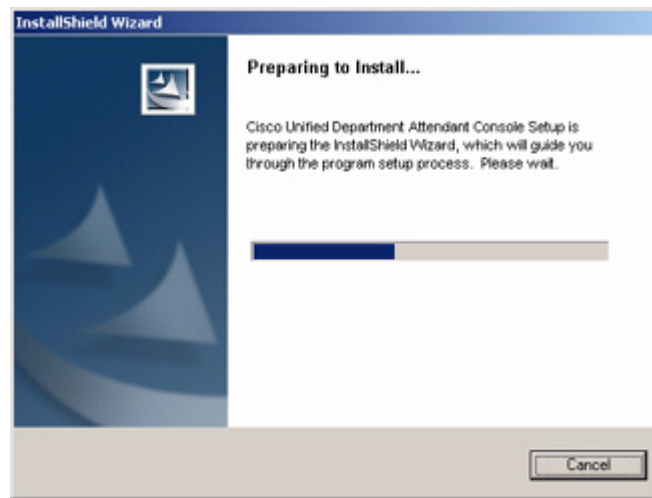 InstallShield Wizard
Preparing to Install...
Cisco Unified Department Attendant Console Setup is
preparing the InstallShield Wizard, which will guide you
through the program setup process. Please wait.
Cancel